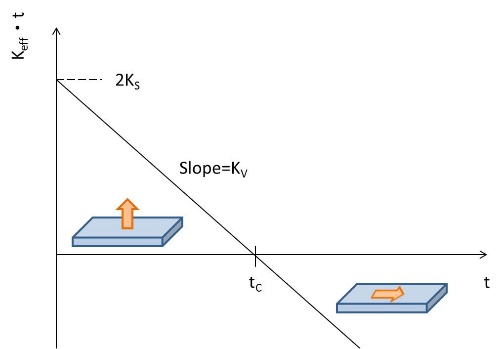 K_eff • t
2K_S
Slope=K_V
t_C
t